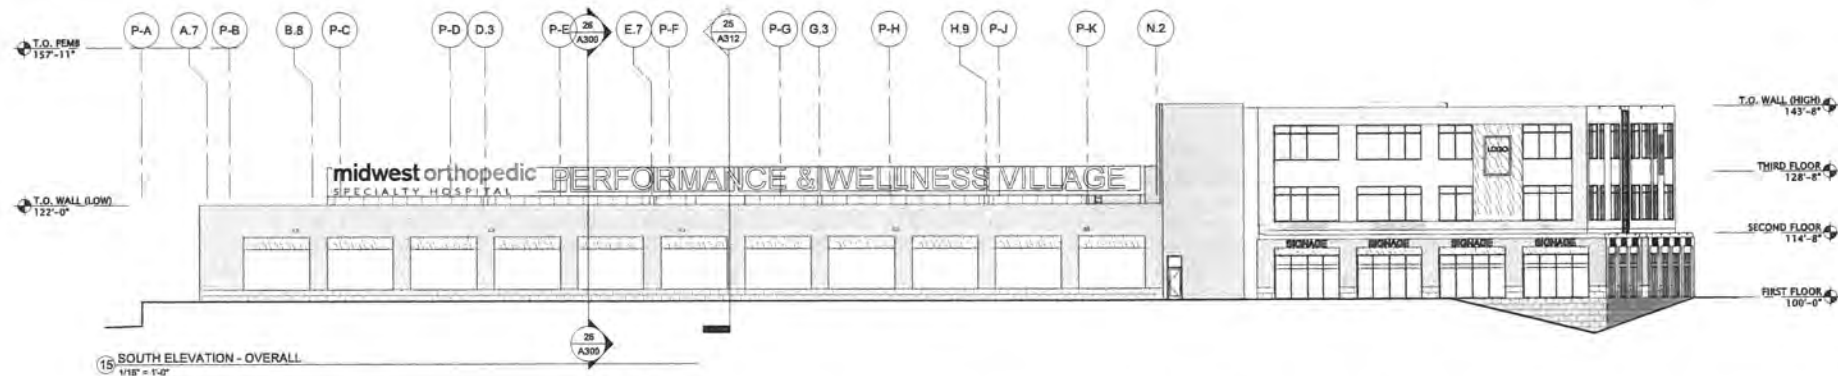 P-A A.7 P-B B.8 P-C P-D D.3 P-E 26 A300 E.7 P-F 25 A312 P-G G.3 P-H H.9 P-J P-K N.2
T.O. PEMB
157'-11"
T.O. WALL (HIGH)
143'-8"
LOGO
midwest orthopedic
SPECIALTY HOSPITAL
PERFORMANCE & WELLNESS VILLAGE
THIRD FLOOR
128'-8"
T.O. WALL (LOW)
122'-0"
SECOND FLOOR
114'-8"
SIGNAGE SIGNAGE SIGNAGE SIGNAGE
FIRST FLOOR
100'-0"
26
A305
15 SOUTH ELEVATION - OVERALL
1/16" = 1'-0"